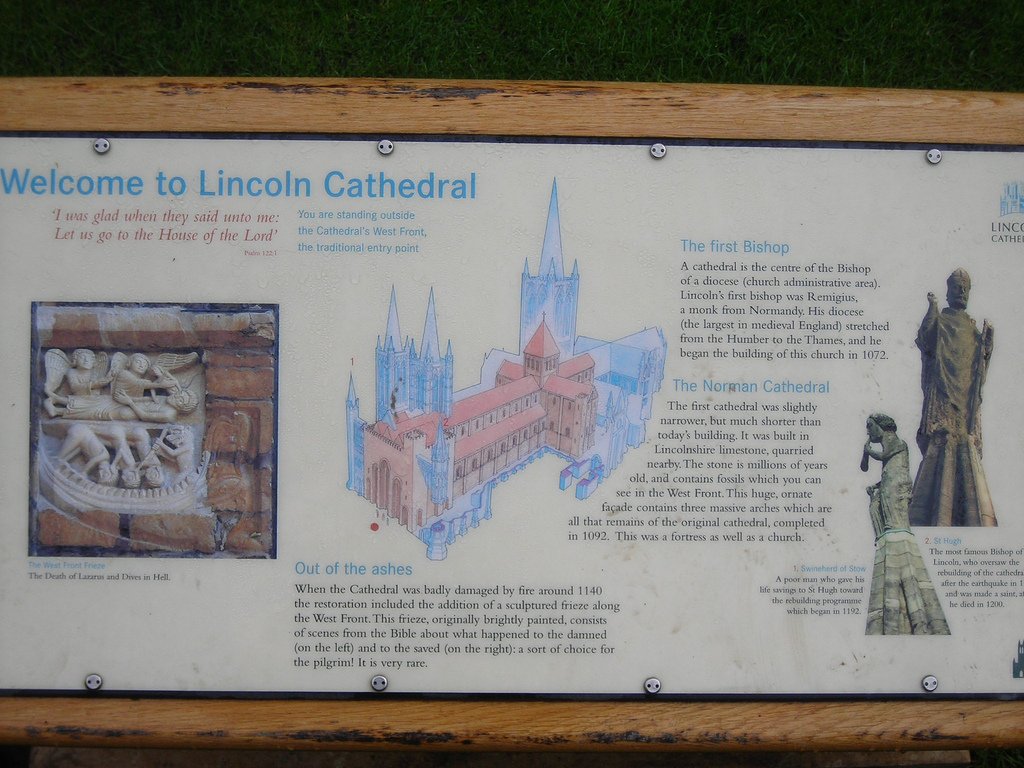 Welcome to Lincoln Cathedral
'I was glad when they said unto me:
Let us go to the House of the Lord'
Psalm 122:1
You are standing outside
the Cathedral's West Front,
the traditional entry point
The West Front Frieze
The Death of Lazarus and Dives in Hell.
1
Out of the ashes
When the Cathedral was badly damaged by fire around 1140
the restoration included the addition of a sculptured frieze along
the West Front. This frieze, originally brightly painted, consists
of scenes from the Bible about what happened to the damned
(on the left) and to the saved (on the right): a sort of choice for
the pilgrim! It is very rare.
The first Bishop
A cathedral is the centre of the Bishop
of a diocese (church administrative area).
Lincoln's first bishop was Remigius,
a monk from Normandy. His diocese
(the largest in medieval England) stretched
from the Humber to the Thames, and he
began the building of this church in 1072.
The Norman Cathedral
The first cathedral was slightly
narrower, but much shorter than
today's building. It was built in
Lincolnshire limestone, quarried
nearby. The stone is millions of years
old, and contains fossils which you can
see in the West Front. This huge, ornate
façade contains three massive arches which are
all that remains of the original cathedral, completed
in 1092. This was a fortress as well as a church.
1. Swineherd of Stow
A poor man who gave his
life savings to St Hugh toward
the rebuilding programme
which began in 1192.
2. St Hugh
The most famous Bishop of
Lincoln, who oversaw the
rebuilding of the cathedra
after the earthquake in 1
and was made a saint, a
he died in 1200.
LINCO
CATHE